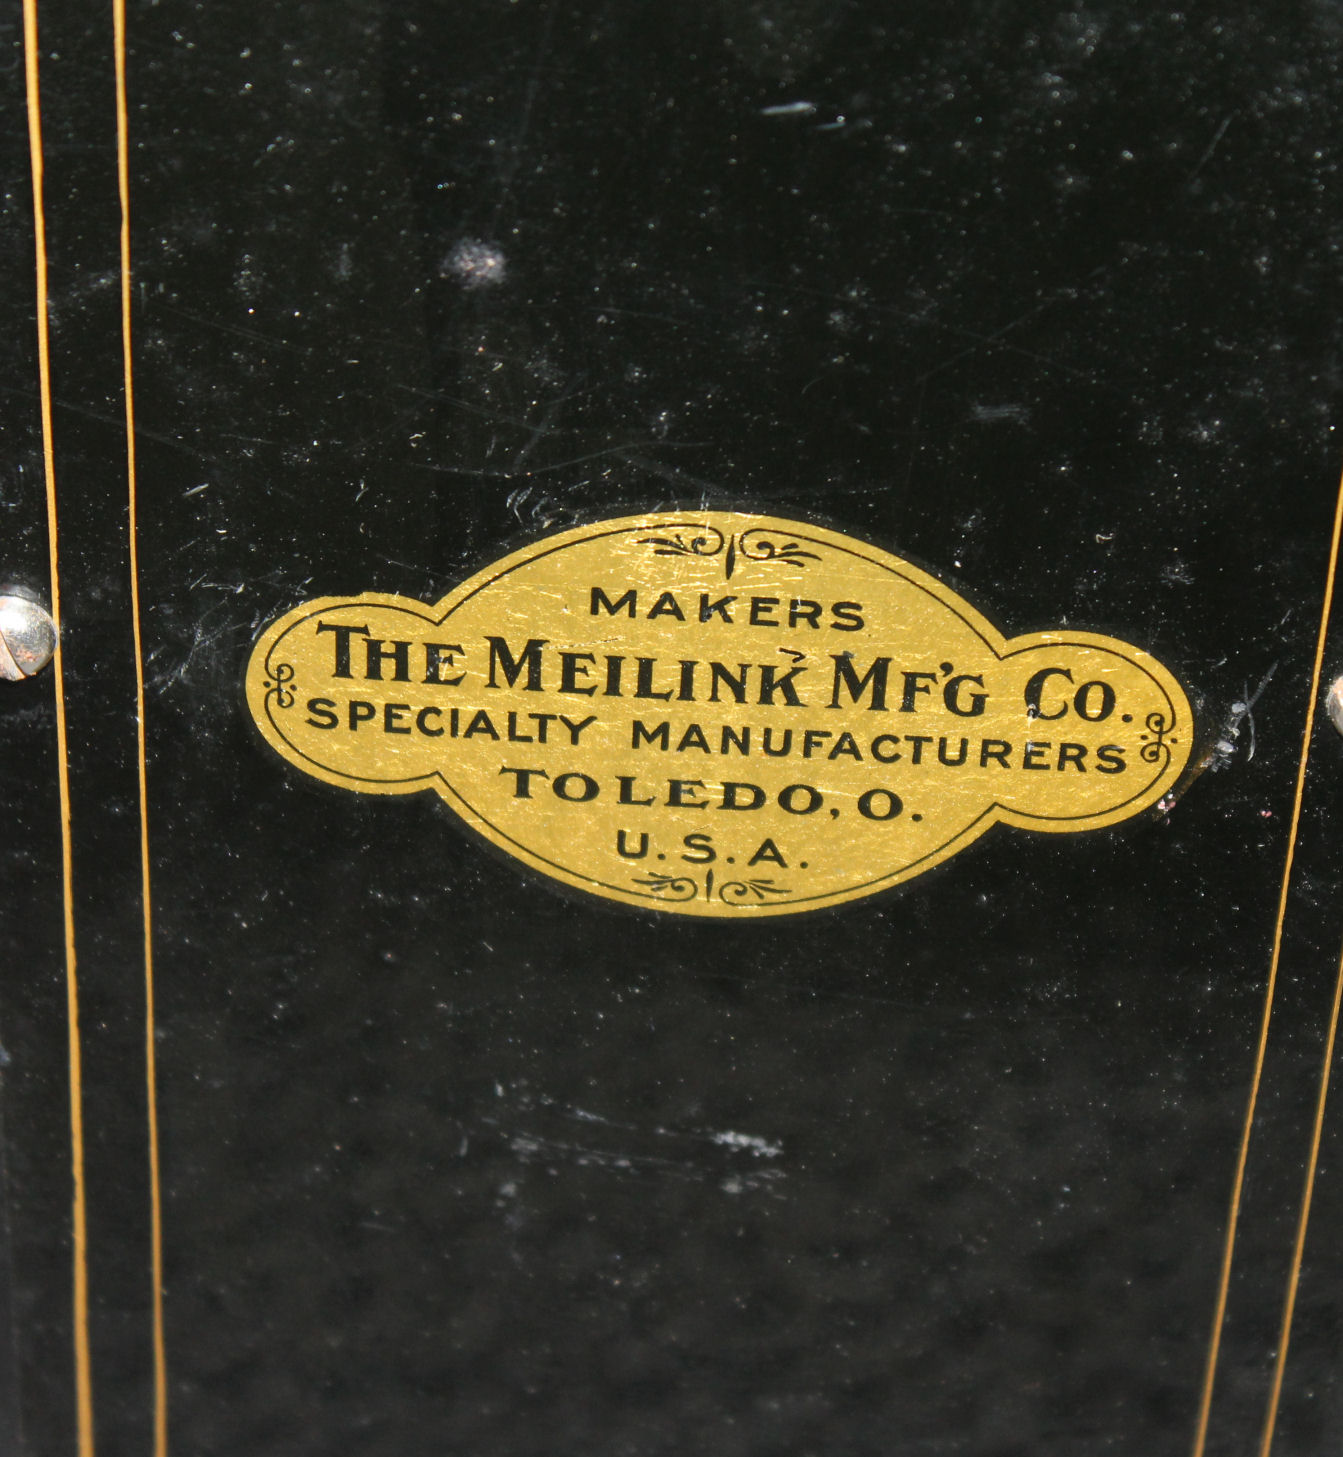 MAKERS
THE MEILINK MF'G CO.
SPECIALTY MANUFACTURERS
TOLEDO, O.
U.S.A.